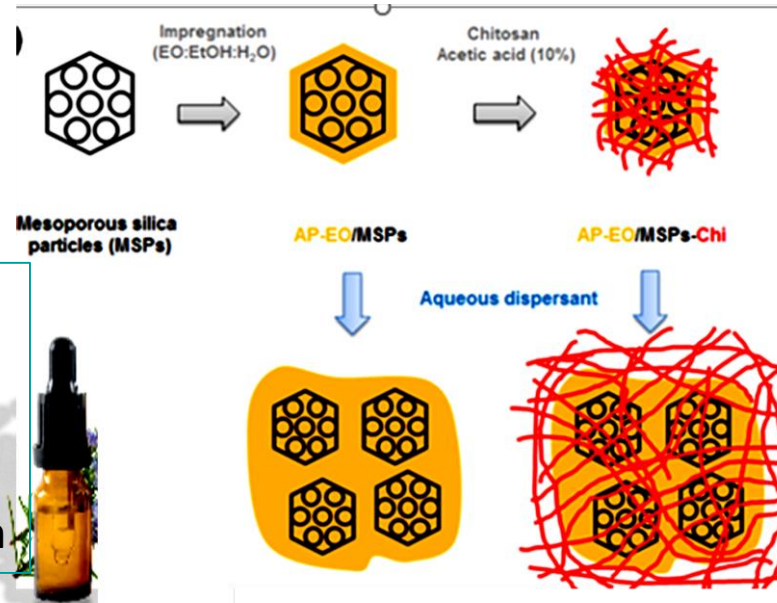 Impregnation
(EO:EtOH:H₂O)
Chitosan
Acetic acid (10%)
Mesoporous silica
particles (MSPs)
AP-EO/MSPs
AP-EO/MSPs-Chi
Aqueous dispersant